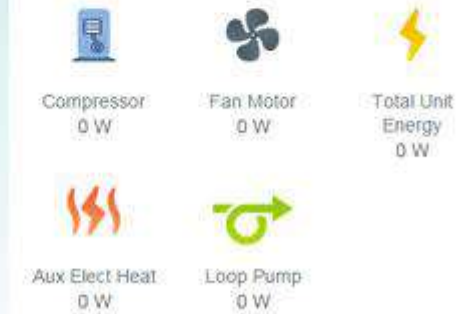 Compressor
0 W
Fan Motor
0 W
Total Unit
Energy
0 W
Aux Elect Heat
0 W
Loop Pump
0 W